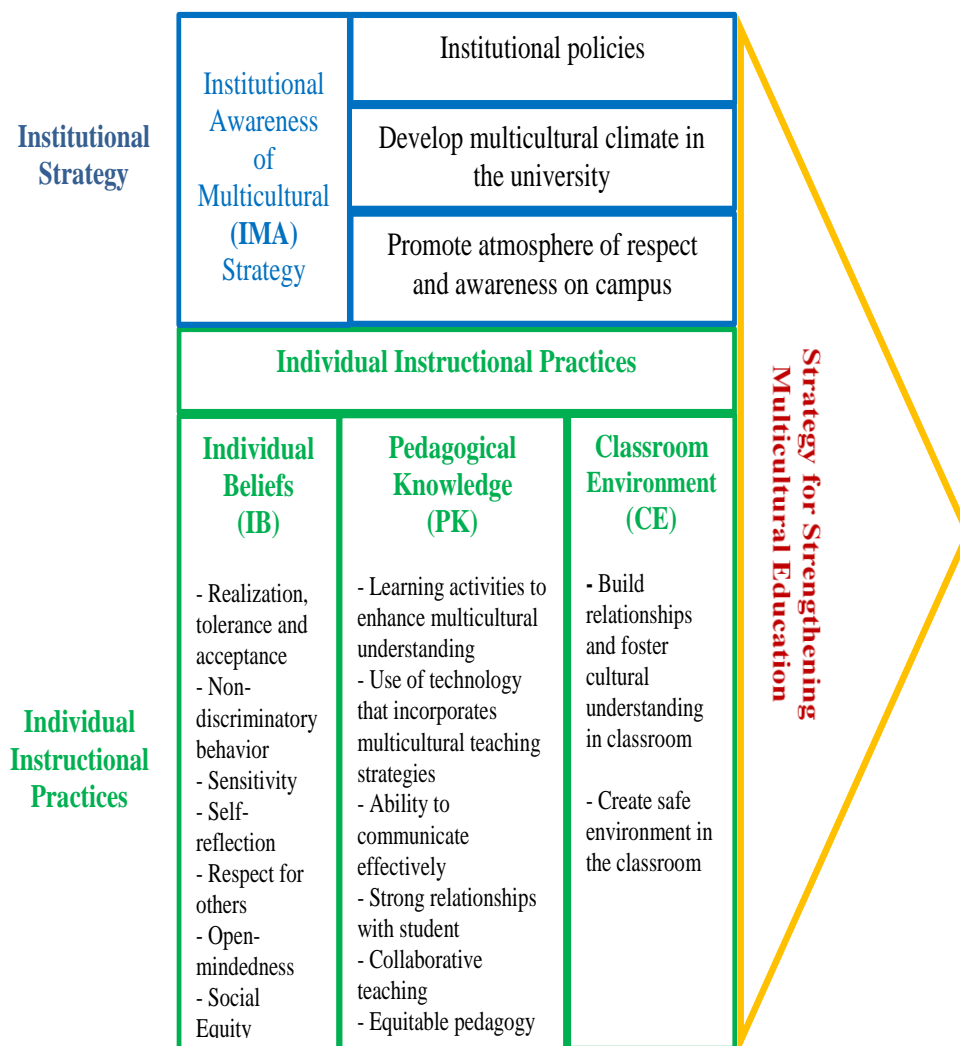 Institutional
Strategy
Institutional
Awareness
of
Multicultural
(IMA)
Strategy
Institutional policies
Develop multicultural climate in
the university
Promote atmosphere of respect
and awareness on campus
Individual Instructional Practices
Individual
Instructional
Practices
Individual
Beliefs
(IB)
- Realization,
tolerance and
acceptance
- Non-
discriminatory
behavior
- Sensitivity
- Self-
reflection
- Respect for
others
- Open-
mindedness
- Social
Equity
Pedagogical
Knowledge
(PK)
- Learning activities to
enhance multicultural
understanding
- Use of technology
that incorporates
multicultural teaching
strategies
- Ability to
communicate
effectively
- Strong relationships
with student
- Collaborative
teaching
- Equitable pedagogy
Classroom
Environment
(CE)
- Build
relationships
and foster
cultural
understanding
in classroom
- Create safe
environment in
the classroom
Strategy for Strengthening
Multicultural Education